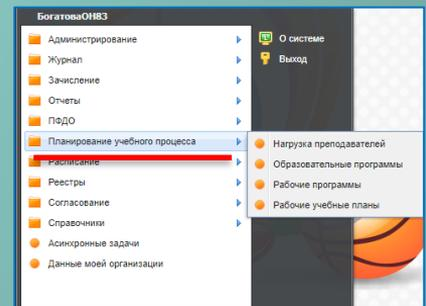 БогатоваОН83
Администрирование
Журнал
Зачисление
Отчеты
ПФДО
Планирование учебного процесса
Расписание
Реестры
Согласование
Справочники
Асинхронные задачи
Данные моей организации
О системе
Выход
Нагрузка преподавателей
Образовательные программы
Рабочие программы
Рабочие учебные планы